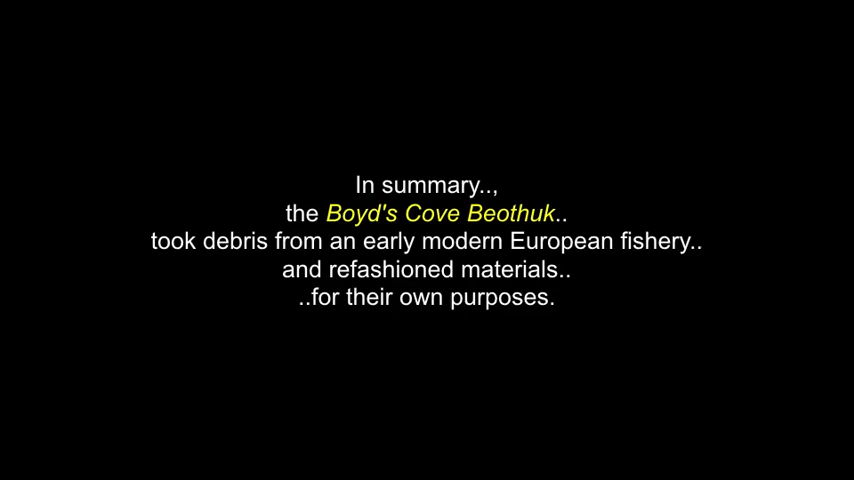 In summary..,
the Boyd's Cove Beothuk..
took debris from an early modern European fishery..
and refashioned materials..
..for their own purposes.